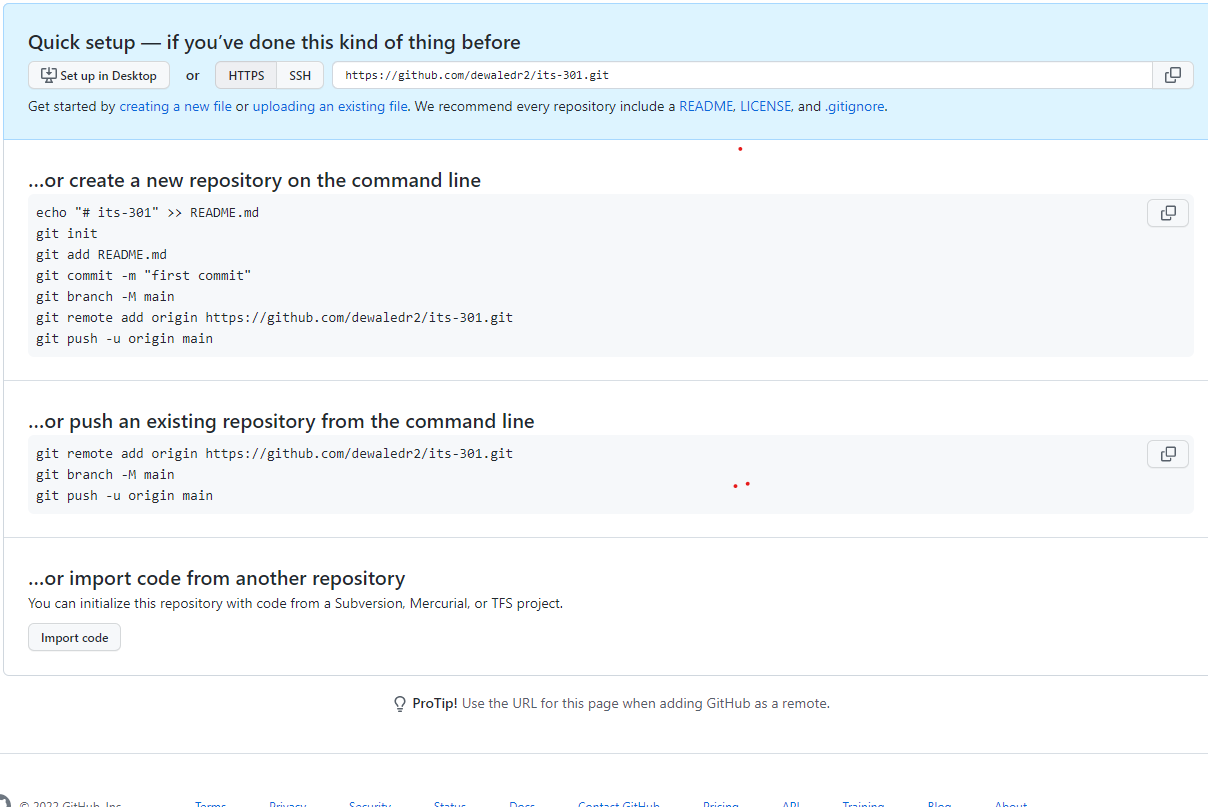 Quick setup — if you’ve done this kind of thing before
Set up in Desktop or HTTPS SSH https://github.com/dewaledr2/its-301.git
Get started by creating a new file or uploading an existing file. We recommend every repository include a README, LICENSE, and .gitignore.
...or create a new repository on the command line
echo "# its-301" >> README.md
git init
git add README.md
git commit -m "first commit"
git branch -M main
git remote add origin https://github.com/dewaledr2/its-301.git
git push -u origin main
...or push an existing repository from the command line
git remote add origin https://github.com/dewaledr2/its-301.git
git branch -M main
git push -u origin main
...or import code from another repository
You can initialize this repository with code from a Subversion, Mercurial, or TFS project.
Import code
ProTip! Use the URL for this page when adding GitHub as a remote.
© 2022 GitHub, Inc. Terms Privacy Security Status Docs Contact GitHub Pricing API Training Blog About